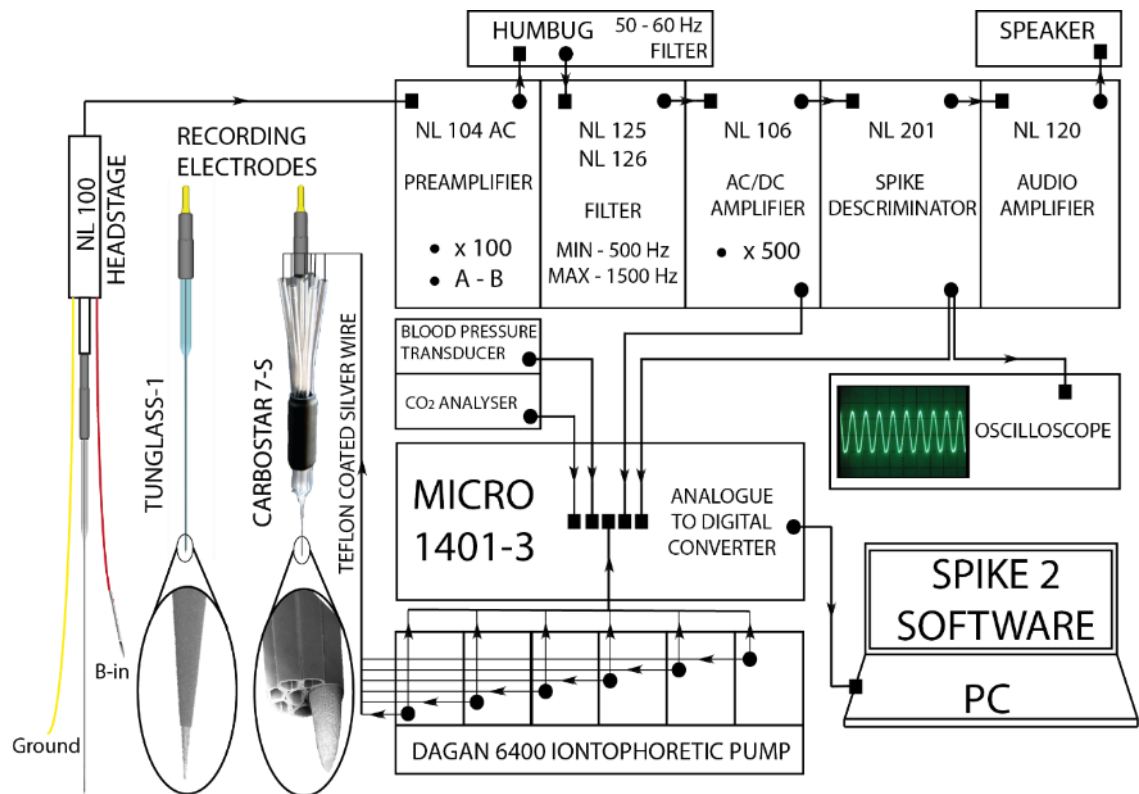 HUMBUG
50 - 60 Hz
FILTER
SPEAKER
NL 100
HEADSTAGE
RECORDING
ELECTRODES
NL 104 AC
PREAMPLIFIER
● x 100
● A - B
NL 125
NL 126
FILTER
MIN - 500 Hz
MAX - 1500 Hz
NL 106
AC/DC
AMPLIFIER
● x 500
NL 201
SPIKE
DESCRIMINATOR
NL 120
AUDIO
AMPLIFIER
TUNGLASS-1
CARBOSTAR 7-S
TEFLON COATED SILVER WIRE
BLOOD PRESSURE
TRANSDUCER
CO₂ ANALYSER
OSCILLOSCOPE
MICRO
1401-3
ANALOGUE
TO DIGITAL
CONVERTER
SPIKE 2
SOFTWARE
PC
B-in
Ground
DAGAN 6400 IONTOPHORETIC PUMP